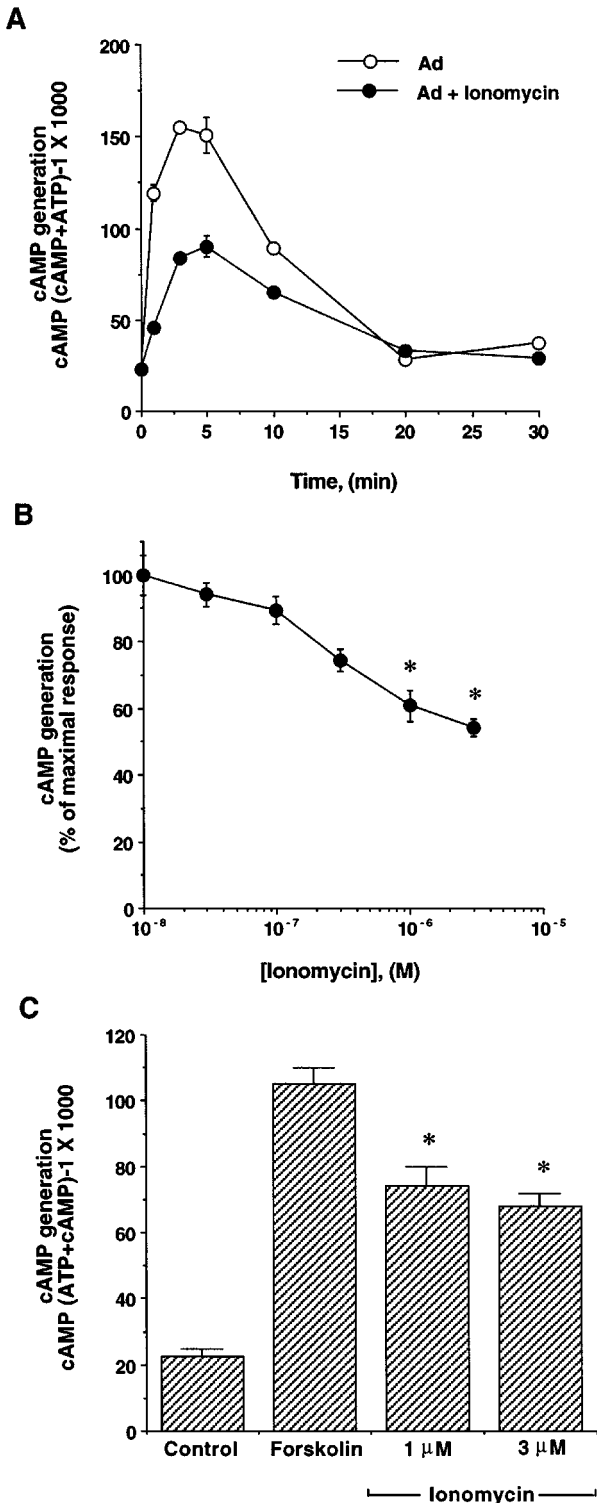 A
200
150
100
50
0
cAMP generation
cAMP (cAMP+ATP)-1 X 1000
Ad
Ad + Ionomycin
0 5 10 15 20 25 30
Time, (min)
B
100
80
60
40
20
0
cAMP generation
(% of maximal response)
* *
10-8 10-7 10-6 10-5
[Ionomycin], (M)
C
120
100
80
60
40
20
0
cAMP generation
cAMP (ATP+cAMP)-1 X 1000
* *
Control Forskolin 1 μM 3 μM
Ionomycin